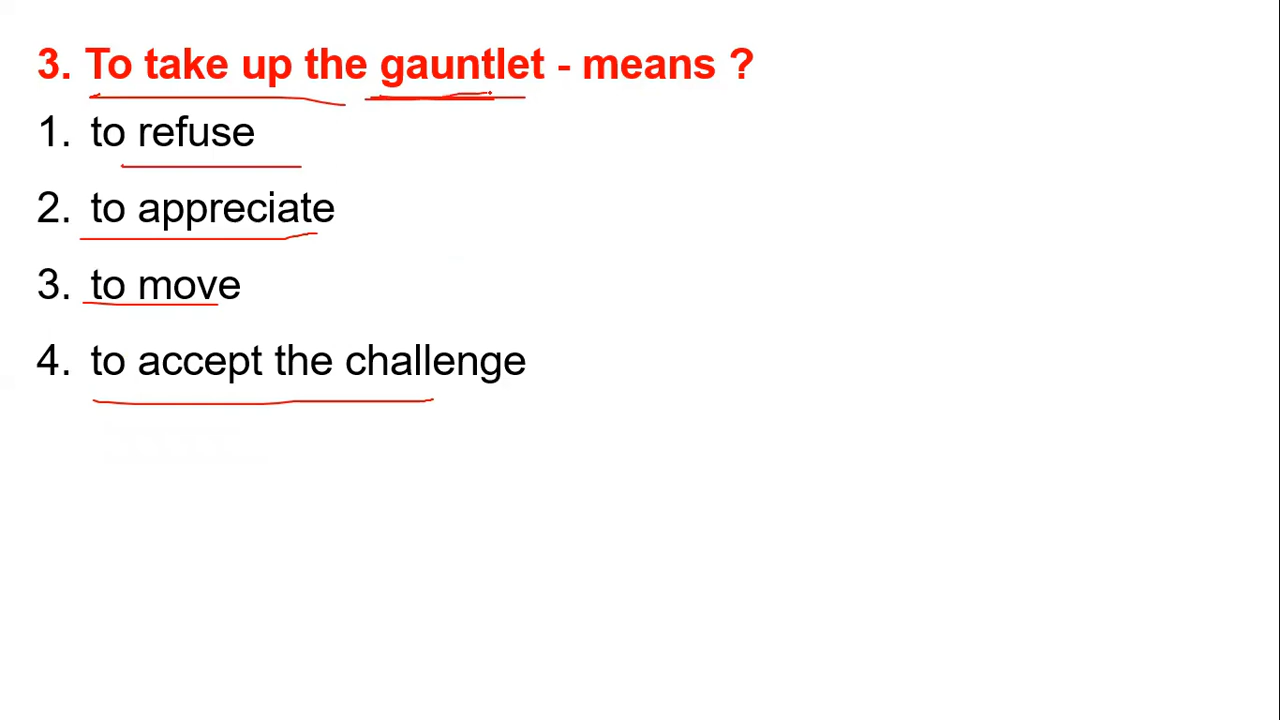 3. To take up the gauntlet - means ?
1. to refuse
2. to appreciate
3. to move
4. to accept the challenge